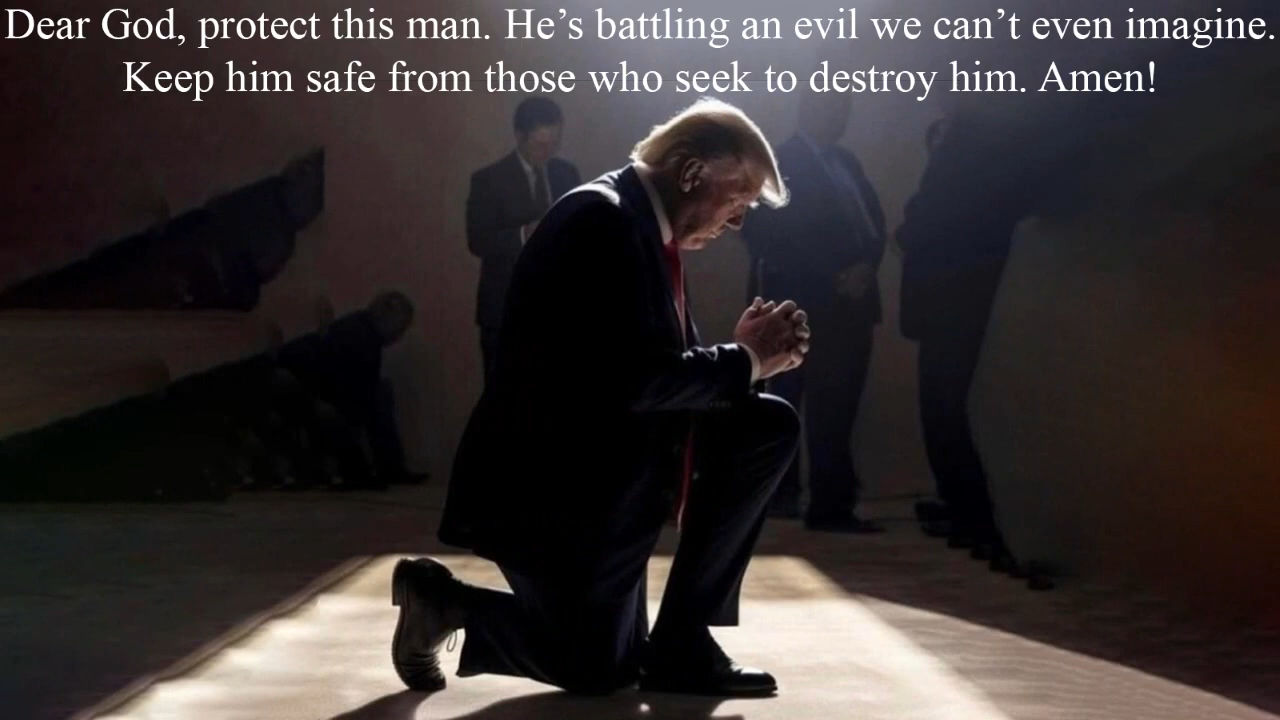 Dear God, protect this man. He’s battling an evil we can’t even imagine.
Keep him safe from those who seek to destroy him. Amen!